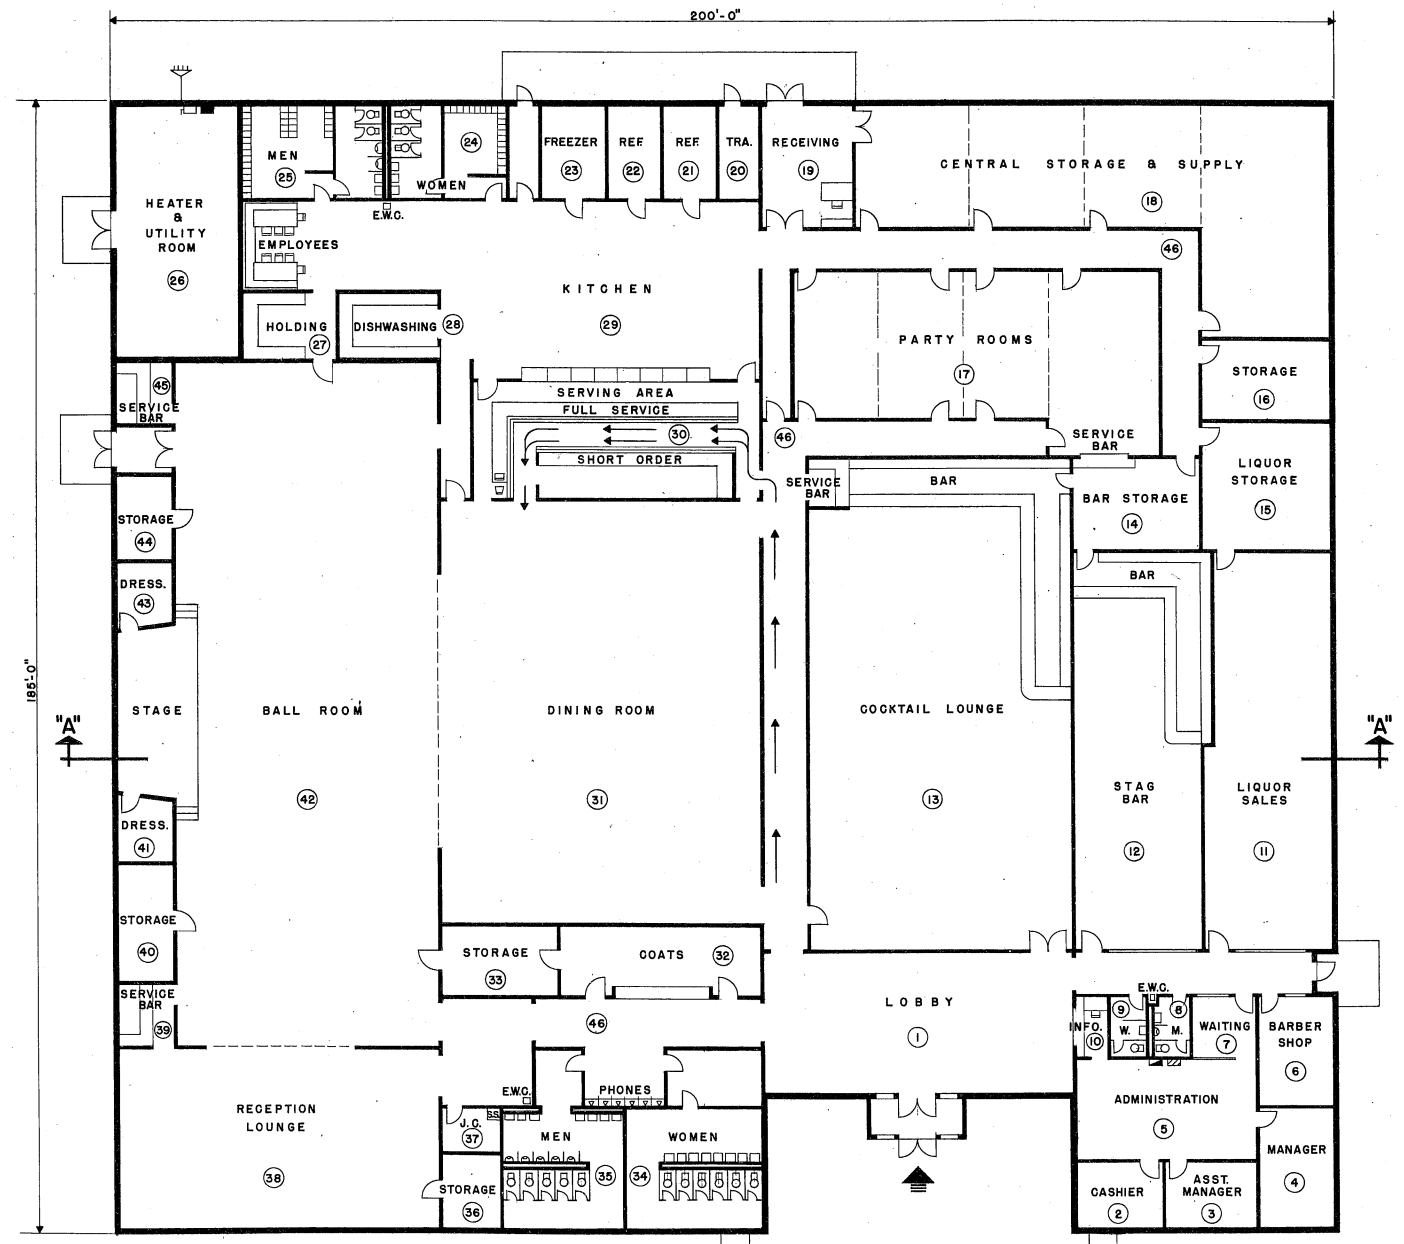 200'-0"
185'-0"
HEATER
&
UTILITY
ROOM
26
MEN
25
WOMEN
24
E.W.C.
EMPLOYEES
HOLDING
27
DISHWASHING
28
FREEZER
23
REF.
22
REF.
21
TRA.
20
RECEIVING
19
CENTRAL STORAGE & SUPPLY
18
46
KITCHEN
29
PARTY ROOMS
17
STORAGE
16
SERVING AREA
FULL SERVICE
30
SHORT ORDER
46
SERVICE
BAR
45
SERVICE
BAR
SERVICE
BAR
BAR
BAR STORAGE
14
LIQUOR
STORAGE
15
STORAGE
44
DRESS.
43
BAR
STAGE
"A"
BALL ROOM
42
DINING ROOM
31
COCKTAIL LOUNGE
13
STAG
BAR
12
LIQUOR
SALES
11
"A"
DRESS.
41
STORAGE
40
STORAGE
33
COATS
32
SERVICE
BAR
39
46
LOBBY
1
E.W.C.
INFO.
10
9
W.
8
M.
WAITING
7
BARBER
SHOP
6
E.W.C.
PHONES
RECEPTION
LOUNGE
38
J.C.
S.S.
37
MEN
35
WOMEN
34
STORAGE
36
ADMINISTRATION
5
MANAGER
4
CASHIER
2
ASST.
MANAGER
3